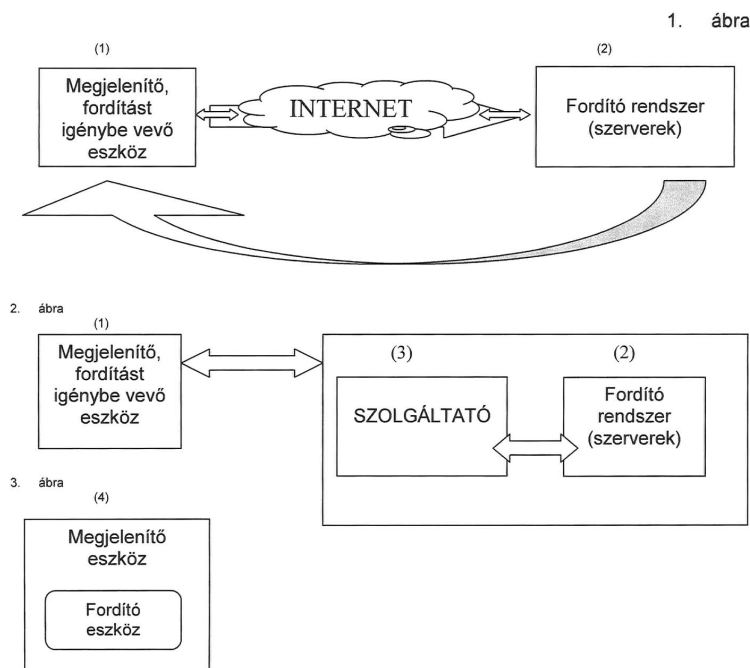 1. ábra
(1)
(2)
Megjelenítő,
fordítást
igénybe vevő
eszköz
INTERNET
Fordító rendszer
(szerverek)
2. ábra
(1)
Megjelenítő,
fordítást
igénybe vevő
eszköz
(3)
(2)
SZOLGÁLTATÓ
Fordító
rendszer
(szerverek)
3. ábra
(4)
Megjelenítő
eszköz
Fordító
eszköz